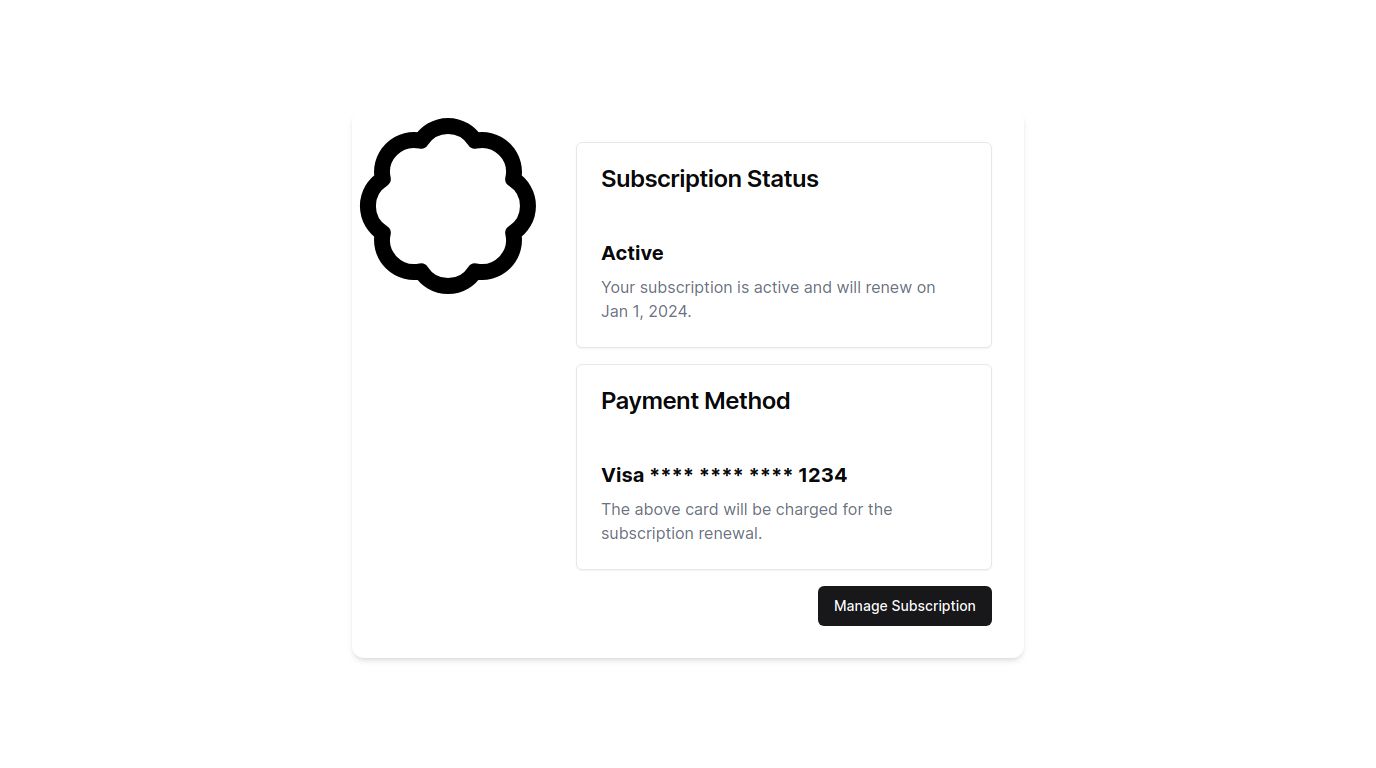 Subscription Status
Active
Your subscription is active and will renew on
Jan 1, 2024.
Payment Method
Visa **** **** **** 1234
The above card will be charged for the
subscription renewal.
Manage Subscription